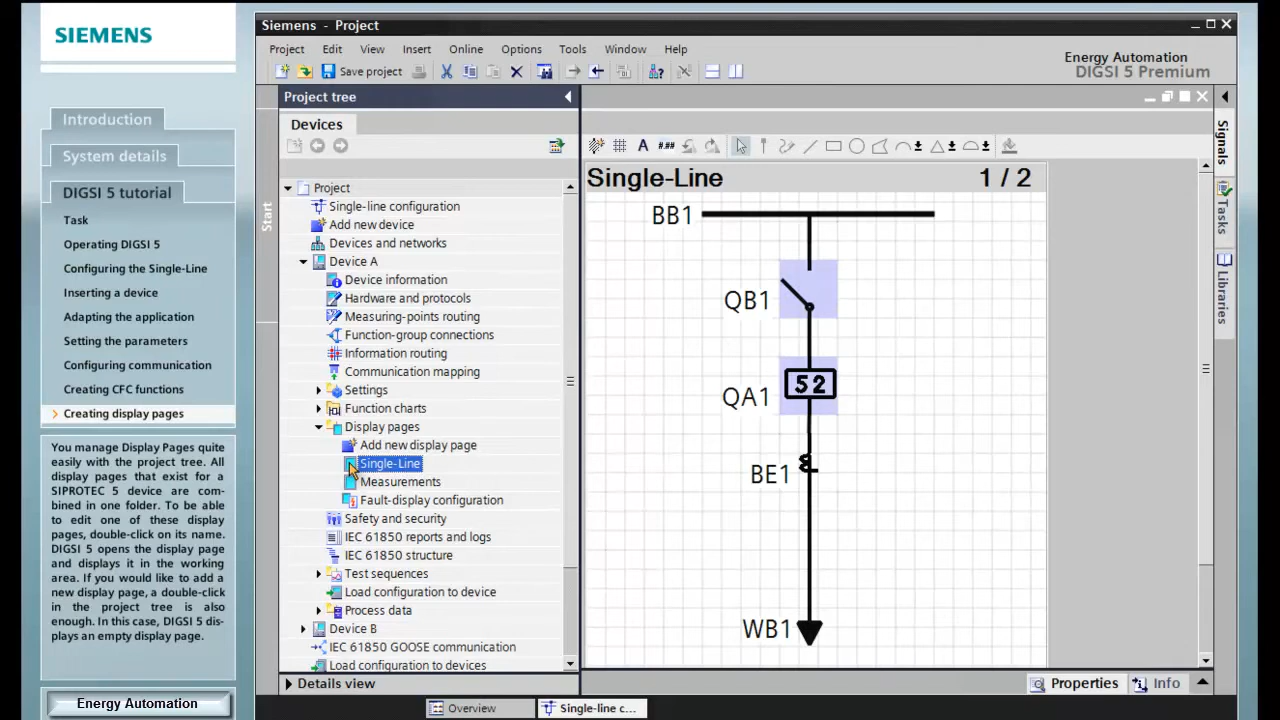 SIEMENS
Introduction
System details
DIGSI 5 tutorial
Task
Operating DIGSI 5
Configuring the Single-Line
Inserting a device
Adapting the application
Setting the parameters
Configuring communication
Creating CFC functions
Creating display pages
You manage Display Pages quite
easily with the project tree. All
display pages that exist for a
SIPROTEC 5 device are com-
bined in one folder. To be able
to edit one of these display
pages, double-click on its name.
DIGSI 5 opens the display page
and displays it in the working
area. If you would like to add a
new display page, a double-click
in the project tree is also
enough. In this case, DIGSI 5 dis-
plays an empty display page.
Energy Automation
Siemens - Project
Project Edit View Insert Online Options Tools Window Help
Save project
Energy Automation
DIGSI 5 Premium
Project tree
Devices
Start
Project
Single-line configuration
Add new device
Devices and networks
Device A
Device information
Hardware and protocols
Measuring-points routing
Function-group connections
Information routing
Communication mapping
Settings
Function charts
Display pages
Add new display page
Single-Line
Measurements
Fault-display configuration
Safety and security
IEC 61850 reports and logs
IEC 61850 structure
Test sequences
Load configuration to device
Process data
Device B
IEC 61850 GOOSE communication
Load configuration to devices
Details view
A #.##
Single-Line 1 / 2
BB1
QB1
QA1 52
BE1
WB1
Signals
Tasks
Libraries
Properties Info
Overview Single-line c...